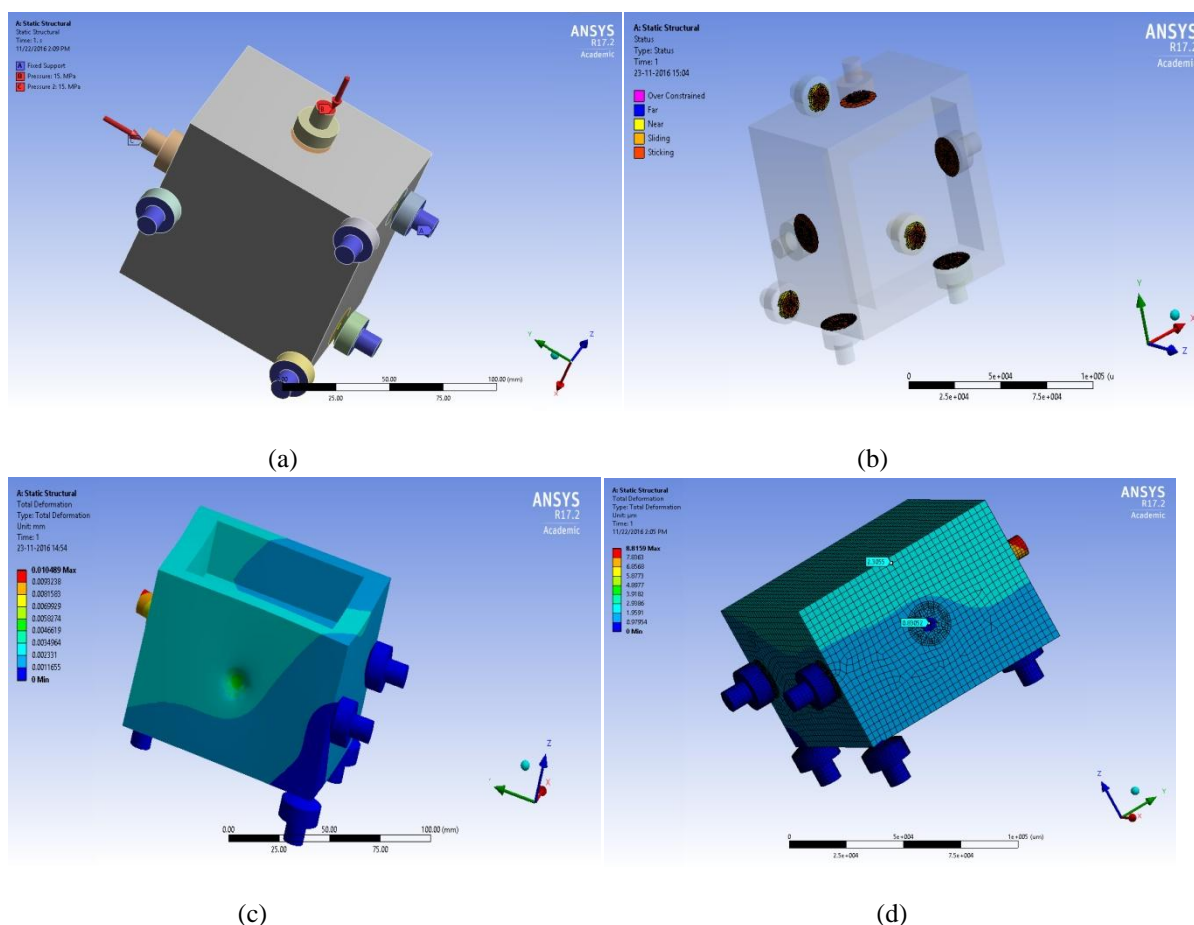 A: Static Structural
Static Structural
Time: 1. s
11/22/2016 2:09 PM
A Fixed Support
B Pressure: 15. MPa
C Pressure 2: 15. MPa
ANSYS
R17.2
Academic
A
Y
Z
X
50.00
100.00 (mm)
25.00
75.00
(a)
A: Static Structural
Status
Type: Status
Time: 1
23-11-2016 15:04
Over Constrained
Far
Near
Sliding
Sticking
ANSYS
R17.2
Academic
Y
X
Z
0
5e+004
1e+005 (u
2.5e+004
7.5e+004
(b)
A: Static Structural
Total Deformation
Type: Total Deformation
Unit: mm
Time: 1
23-11-2016 14:54
0.010489 Max
0.0093238
0.0081583
0.0069929
0.0058274
0.0046619
0.0034964
0.002331
0.0011655
0 Min
ANSYS
R17.2
Academic
Z
X
0.00
50.00
100.00 (mm)
25.00
75.00
(c)
A: Static Structural
Total Deformation
Type: Total Deformation
Unit: µm
Time: 1
11/22/2016 2:05 PM
8.8159 Max
7.8363
6.8568
5.8773
4.8977
3.9182
2.9386
1.9591
0.97954
0 Min
ANSYS
R17.2
Academic
Z
Y
X
0
5e+004
1e+005 (um)
2.5e+004
7.5e+004
(d)